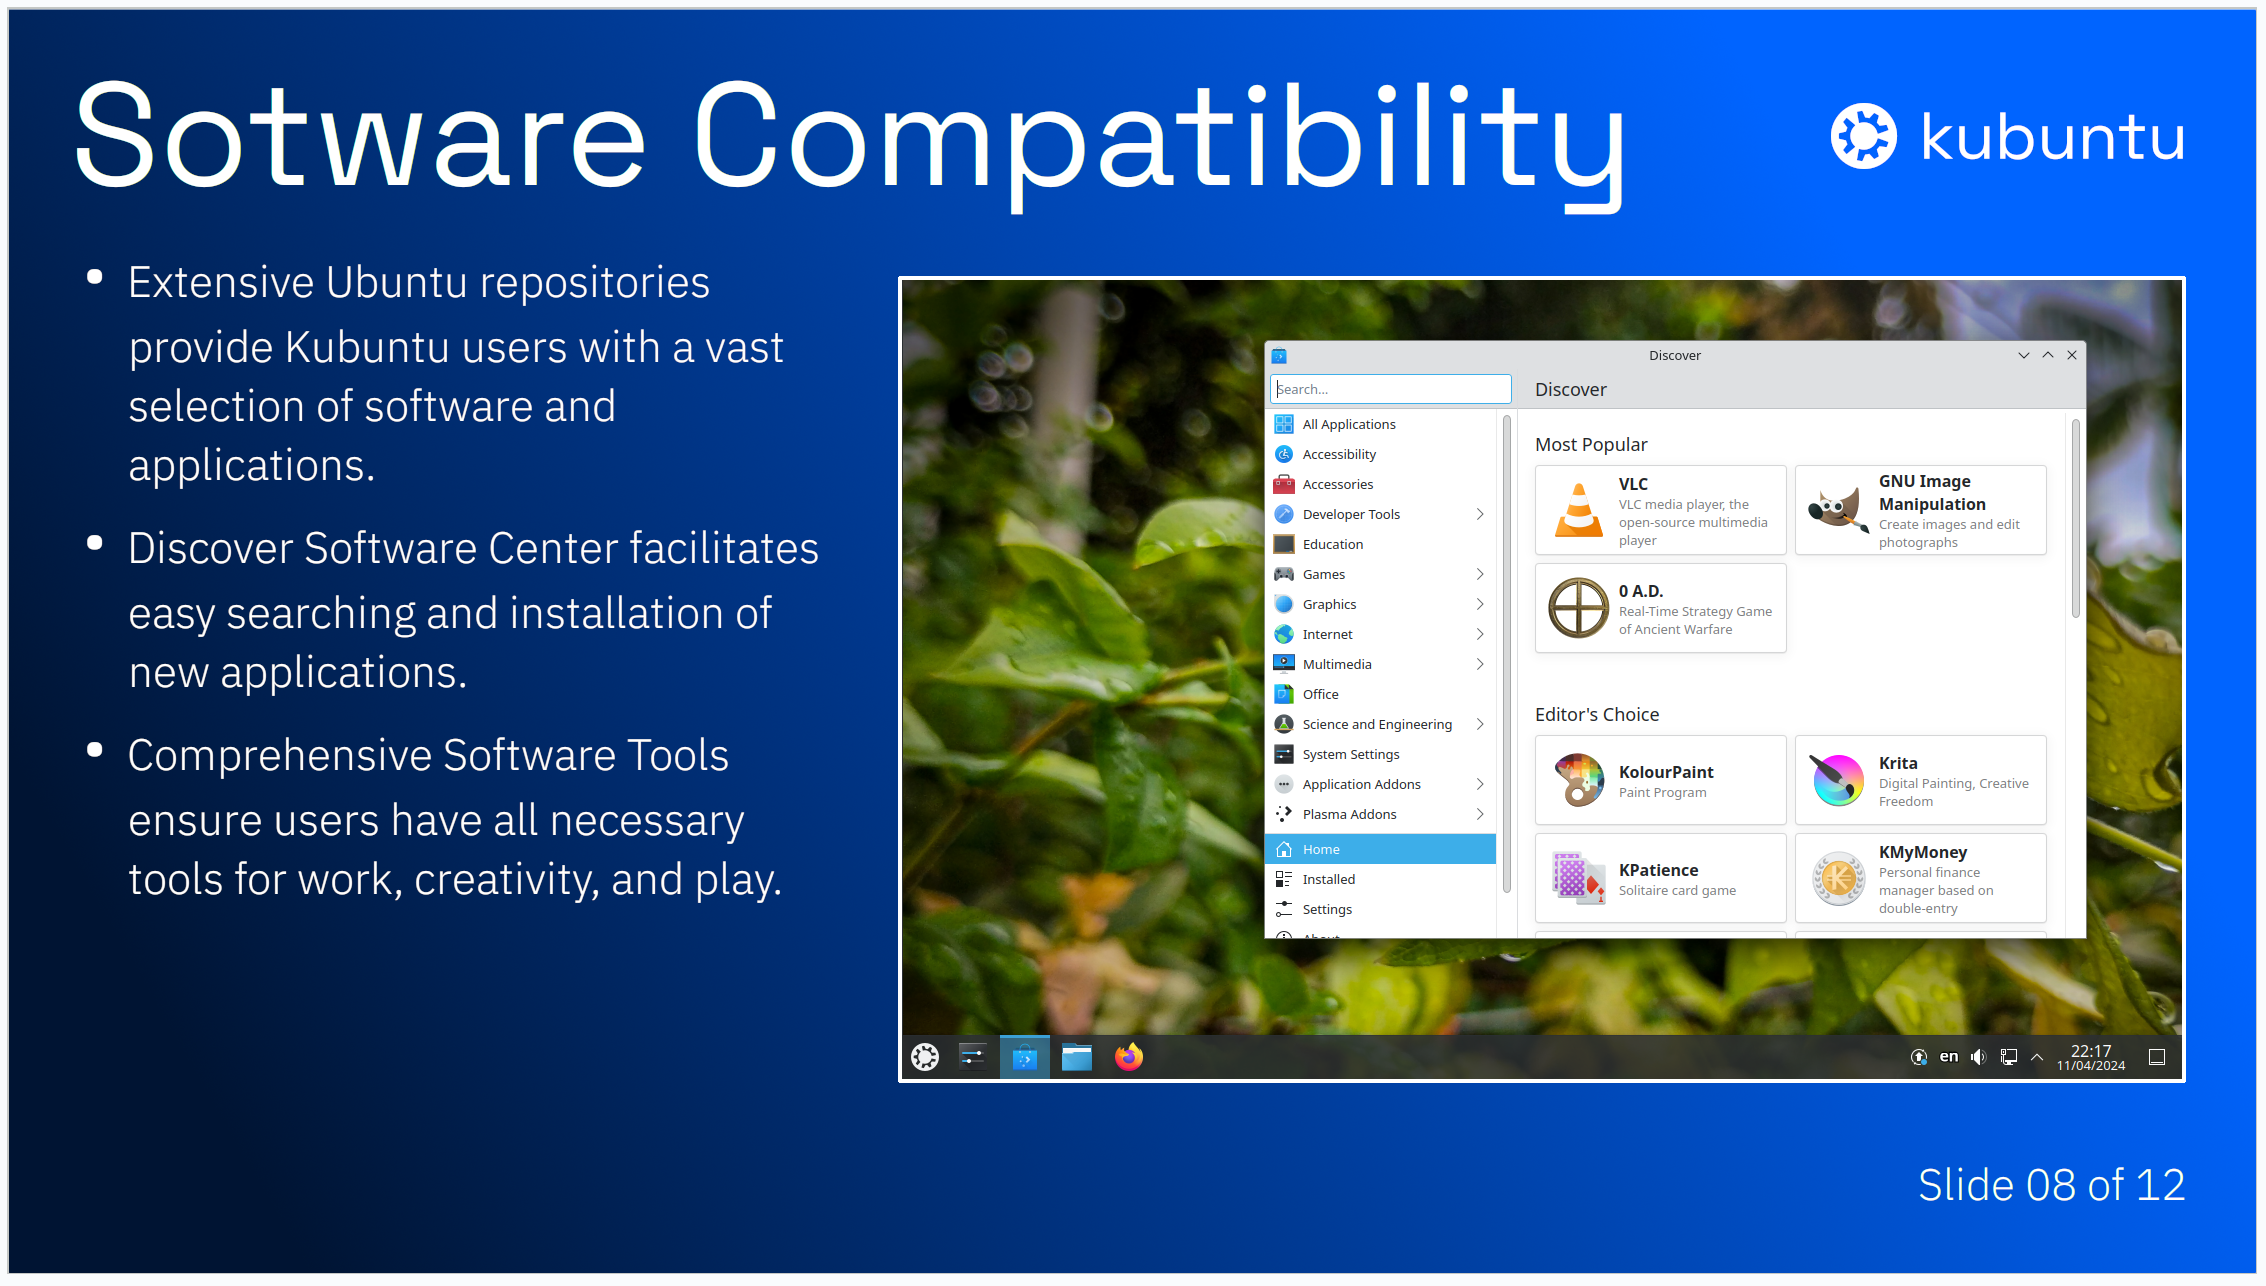 Sotware Compatibility
kubuntu
• Extensive Ubuntu repositories
provide Kubuntu users with a vast
selection of software and
applications.
• Discover Software Center facilitates
easy searching and installation of
new applications.
• Comprehensive Software Tools
ensure users have all necessary
tools for work, creativity, and play.
Discover
Search...
Discover
All Applications
Accessibility
Accessories
Developer Tools
Education
Games
Graphics
Internet
Multimedia
Office
Science and Engineering
System Settings
Application Addons
Plasma Addons
Home
Installed
Settings
About
Most Popular
VLC
VLC media player, the
open-source multimedia
player
GNU Image
Manipulation
Create images and edit
photographs
0 A.D.
Real-Time Strategy Game
of Ancient Warfare
Editor's Choice
KolourPaint
Paint Program
Krita
Digital Painting, Creative
Freedom
KPatience
Solitaire card game
KMyMoney
Personal finance
manager based on
double-entry
en
22:17
11/04/2024
Slide 08 of 12